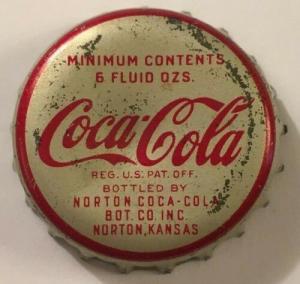 MINIMUM CONTENTS
6 FLUID OZS.
Coca-Cola
REG. U.S. PAT. OFF.
BOTTLED BY
NORTON COCA-COLA
BOT. CO. INC.
NORTON, KANSAS